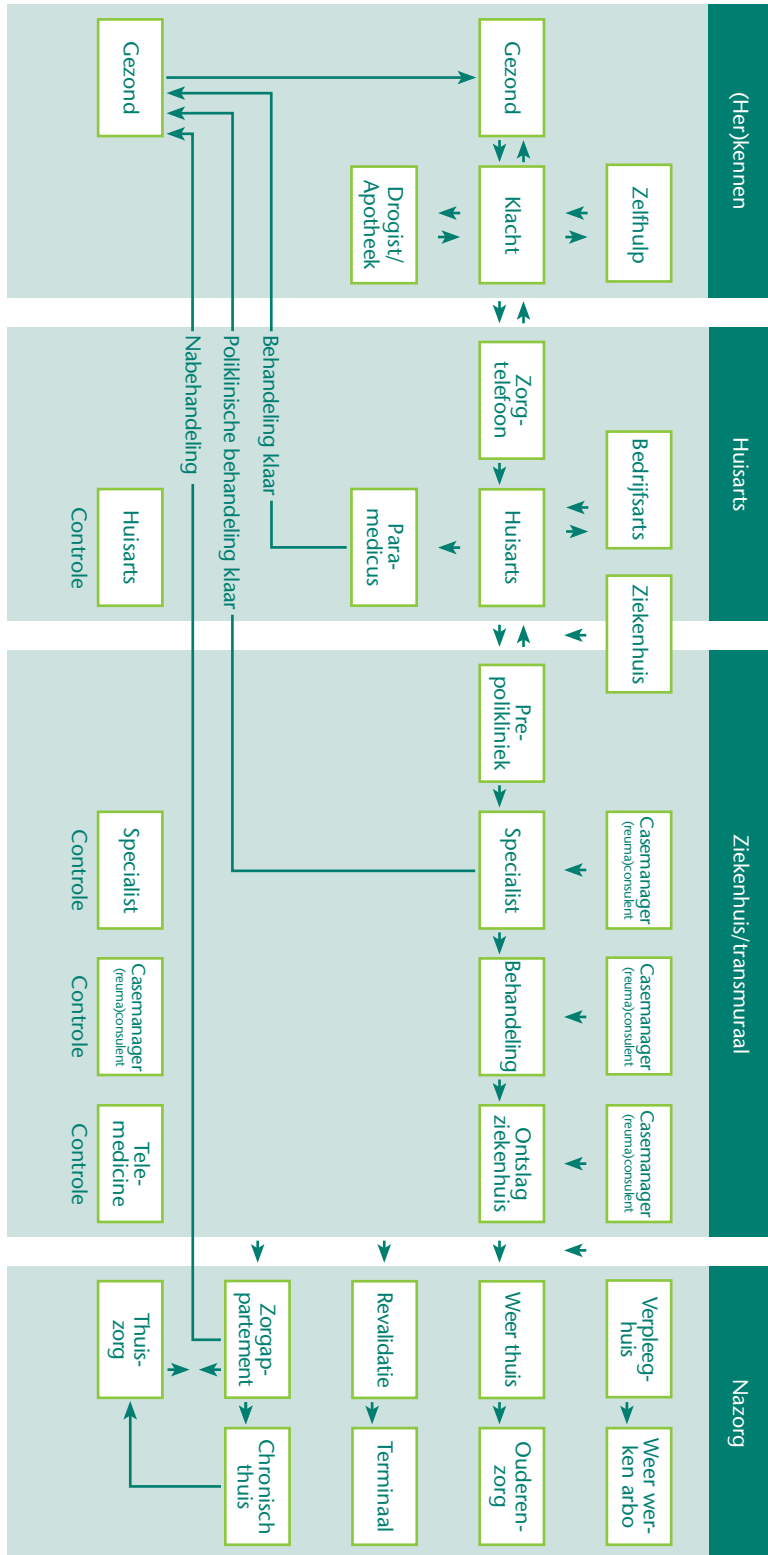 (Her)kennen
Huisarts
Ziekenhuis/transmuraal
Nazorg
Zelfhulp
Bedrijfsarts
Ziekenhuis
Casemanager
(reuma)consulent
Casemanager
(reuma)consulent
Casemanager
(reuma)consulent
Verpleeg-
huis
Weer wer-
ken arbo
Gezond
Klacht
Zorg-
telefoon
Huisarts
Pre-
polikliniek
Specialist
Behandeling
Ontslag
ziekenhuis
Weer thuis
Ouderen-
zorg
Drogist/
Apotheek
Para-
medicus
Revalidatie
Terminaal
Behandeling klaar
Poliklinische behandeling klaar
Nabehandeling
Zorgap-
partement
Chronisch
thuis
Gezond
Huisarts
Controle
Specialist
Controle
Casemanager
(reuma)consulent
Controle
Tele-
medicine
Controle
Thuis-
zorg